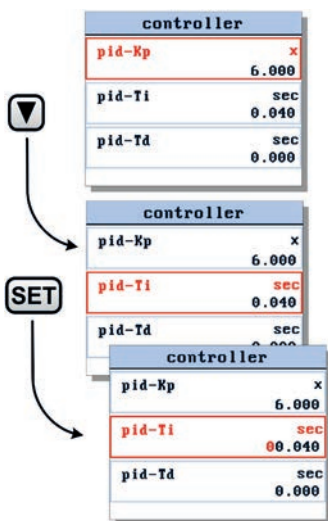 controller
pid-Kp x
6.000
pid-Ti sec
0.040
pid-Td sec
0.000
▼
controller
pid-Kp x
6.000
SET
pid-Ti sec
0.040
pid-Td sec
0.000
controller
pid-Kp x
6.000
pid-Ti sec
00.040
pid-Td sec
0.000